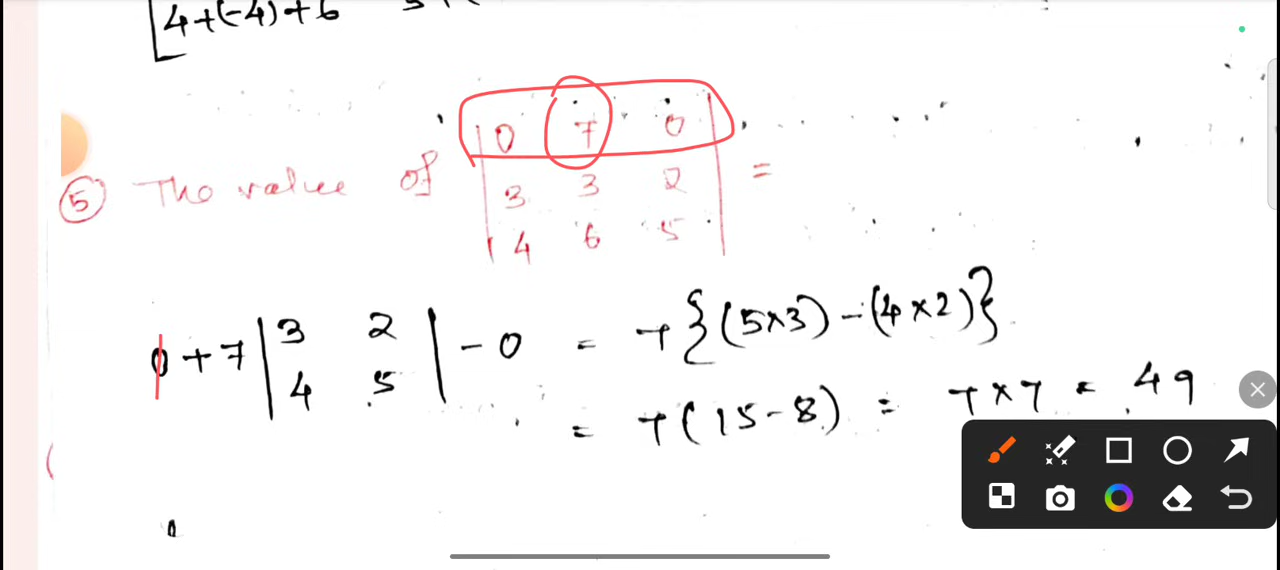 4+(-4)+6
0 7 0
⑤ The value of 3 3 2 =
4 6 5
0 + 7 | 3 2 | - 0 = 7 {(5×3) - (4×2)}
4 5
= 7 (15-8) = 7×7 = 49